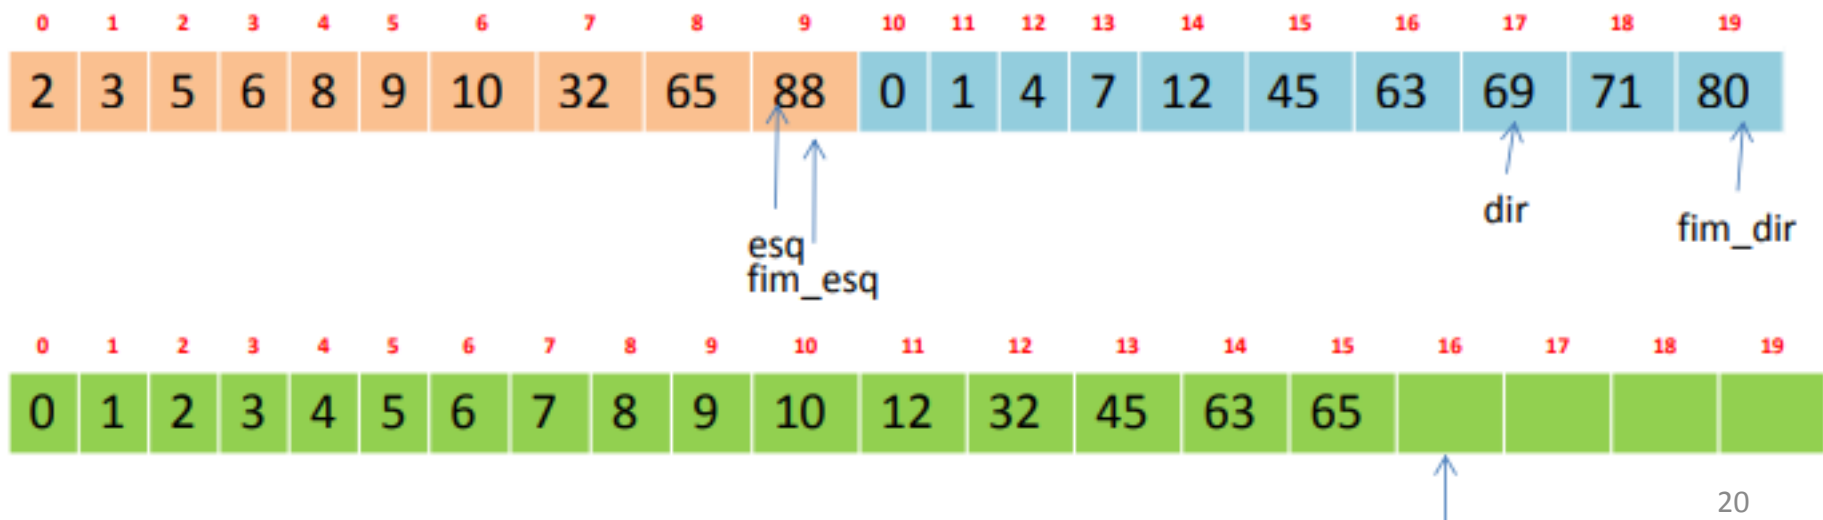 0 1 2 3 4 5 6 7 8 9 10 11 12 13 14 15 16 17 18 19
2 3 5 6 8 9 10 32 65 88 0 1 4 7 12 45 63 69 71 80
dir
fim_dir
esq
fim_esq
0 1 2 3 4 5 6 7 8 9 10 11 12 13 14 15 16 17 18 19
0 1 2 3 4 5 6 7 8 9 10 12 32 45 63 65
20